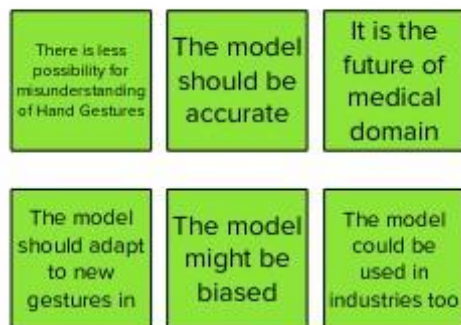 There is less
possibility for
misunderstanding
of Hand Gestures
The model
should be
accurate
It is the
future of
medical
domain
The model
should adapt
to new
gestures in
The model
might be
biased
The model
could be
used in
industries too